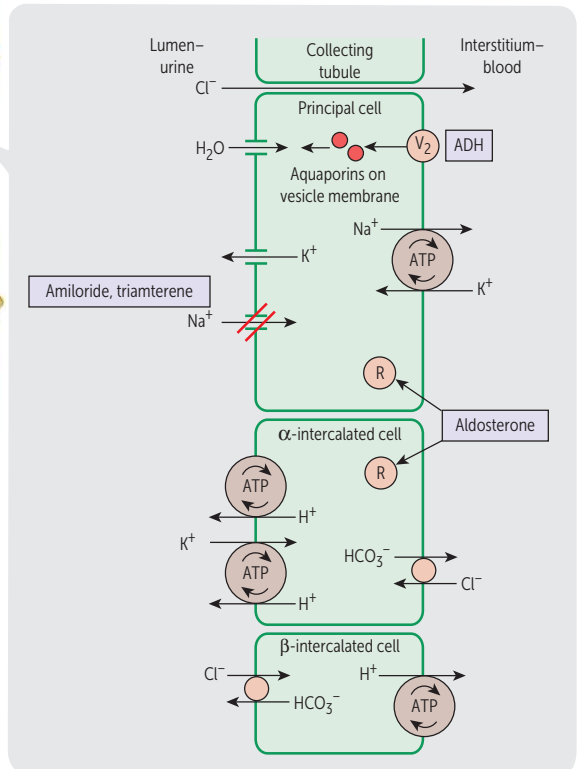 Lumen–
urine
Collecting
tubule
Interstitium–
blood
Cl⁻
Principal cell
H₂O
V₂
ADH
Aquaporins on
vesicle membrane
Na⁺
K⁺
ATP
K⁺
Amiloride, triamterene
Na⁺
R
Aldosterone
α-intercalated cell
R
ATP
H⁺
K⁺
HCO₃⁻
ATP
Cl⁻
H⁺
β-intercalated cell
Cl⁻
H⁺
HCO₃⁻
ATP